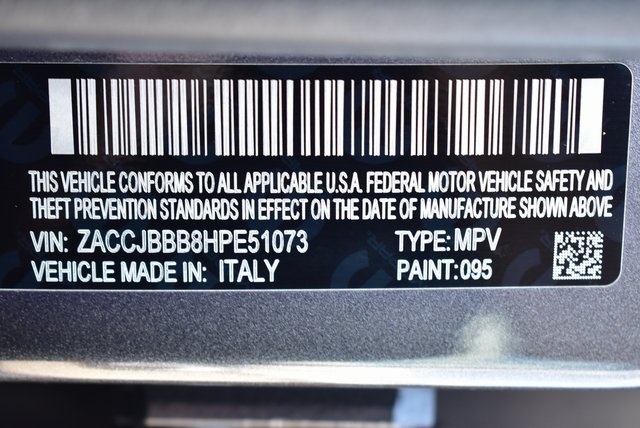 THIS VEHICLE CONFORMS TO ALL APPLICABLE U.S.A. FEDERAL MOTOR VEHICLE SAFETY AND
THEFT PREVENTION STANDARDS IN EFFECT ON THE DATE OF MANUFACTURE SHOWN ABOVE
VIN: ZACCJBBB8HPE51073 TYPE: MPV
VEHICLE MADE IN: ITALY PAINT: 095